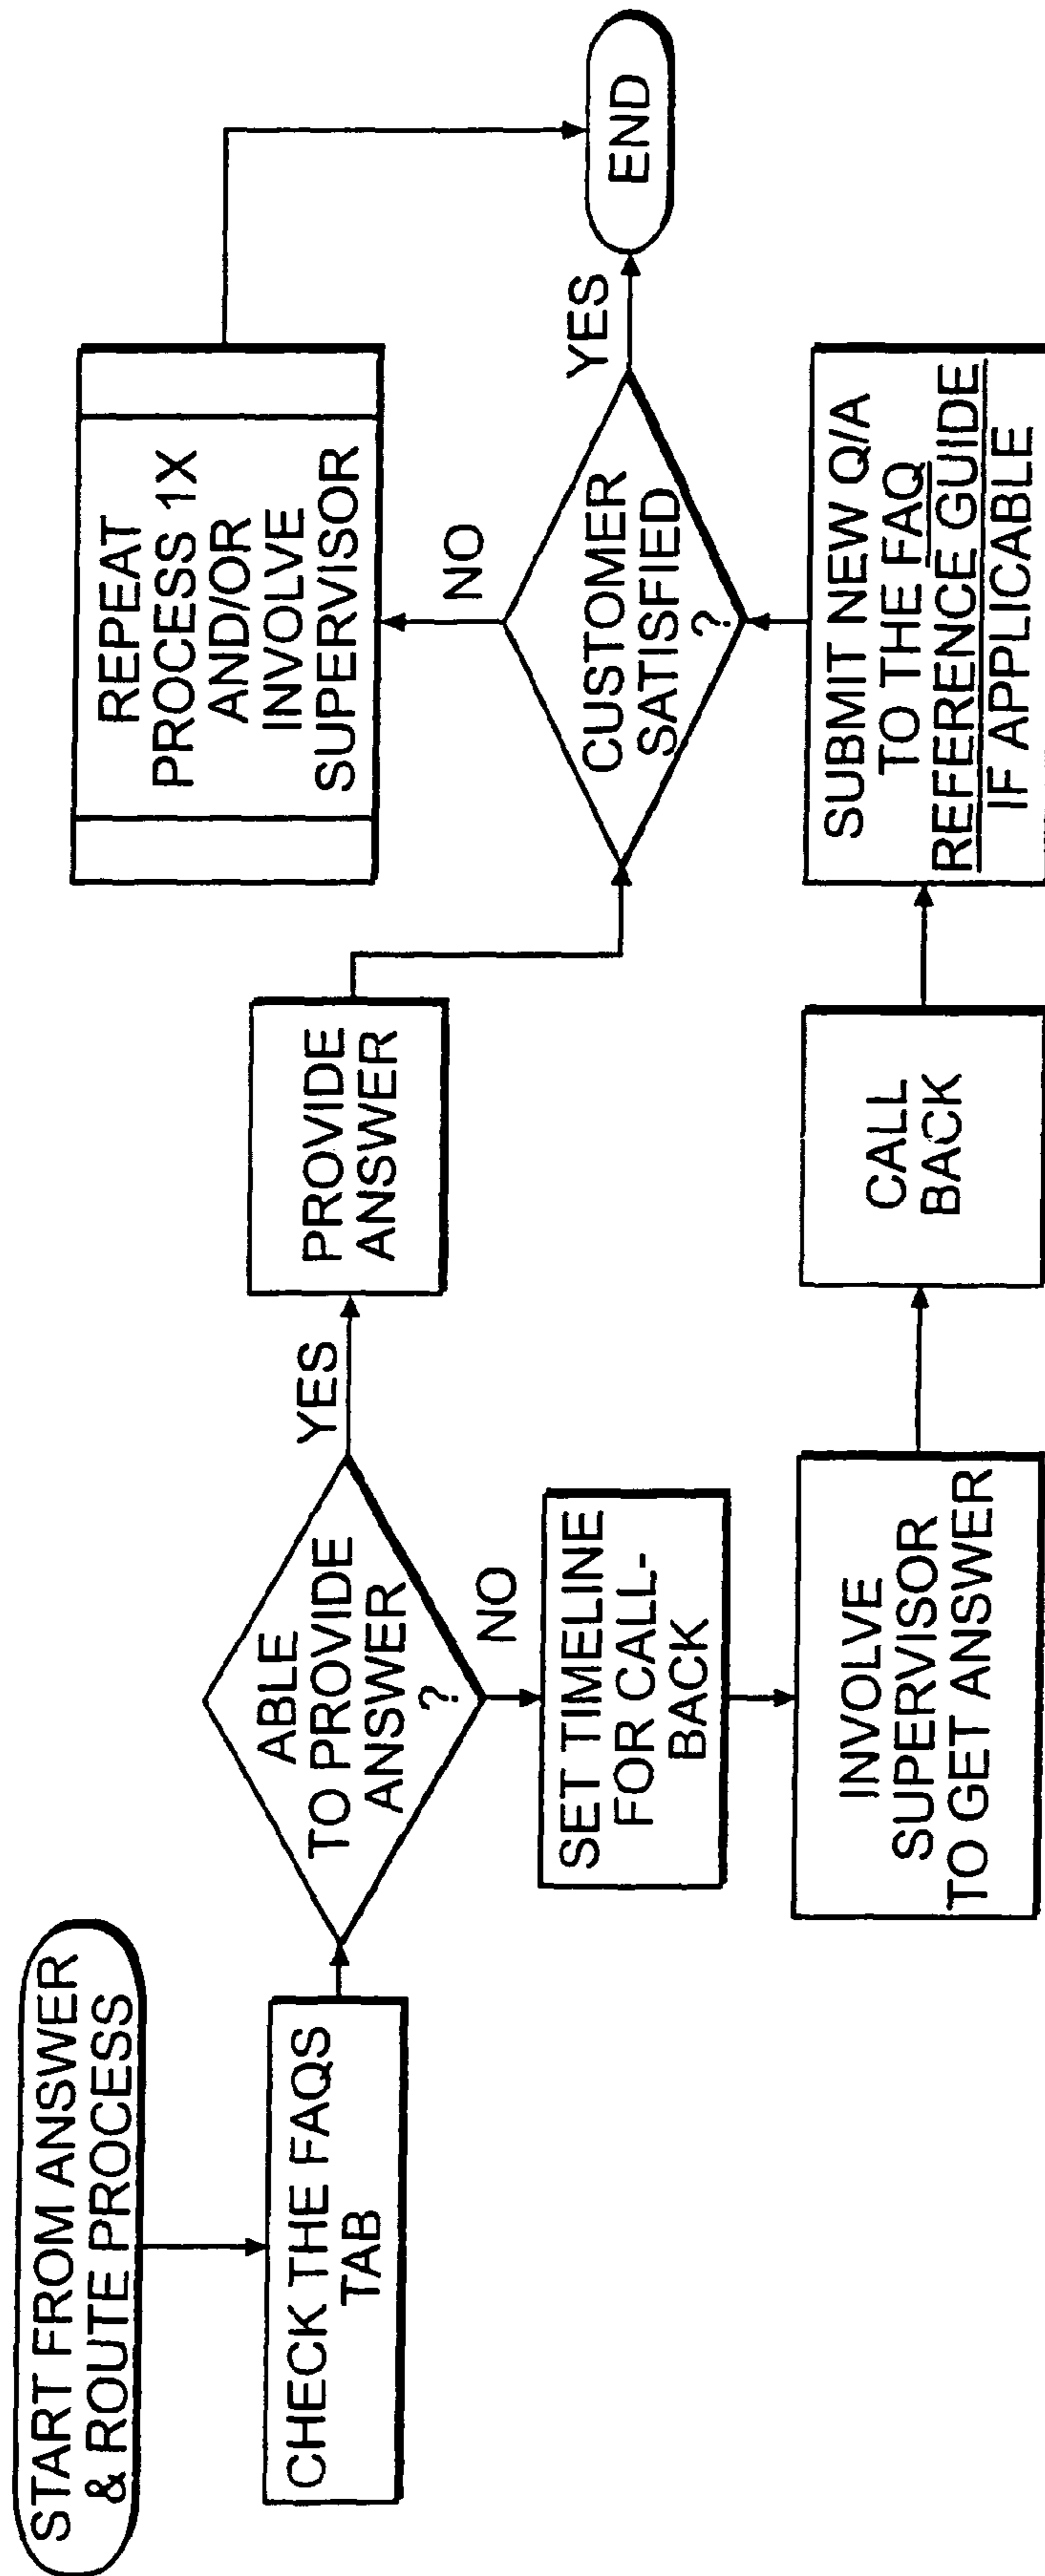 START FROM ANSWER
& ROUTE PROCESS
CHECK THE FAQS
TAB
ABLE
TO PROVIDE
ANSWER
?
YES
NO
PROVIDE
ANSWER
SET TIMELINE
FOR CALL-
BACK
INVOLVE
SUPERVISOR
TO GET ANSWER
CALL
BACK
SUBMIT NEW Q/A
TO THE FAQ
REFERENCE GUIDE
IF APPLICABLE
CUSTOMER
SATISFIED
?
NO
YES
REPEAT
PROCESS 1X
AND/OR
INVOLVE
SUPERVISOR
END